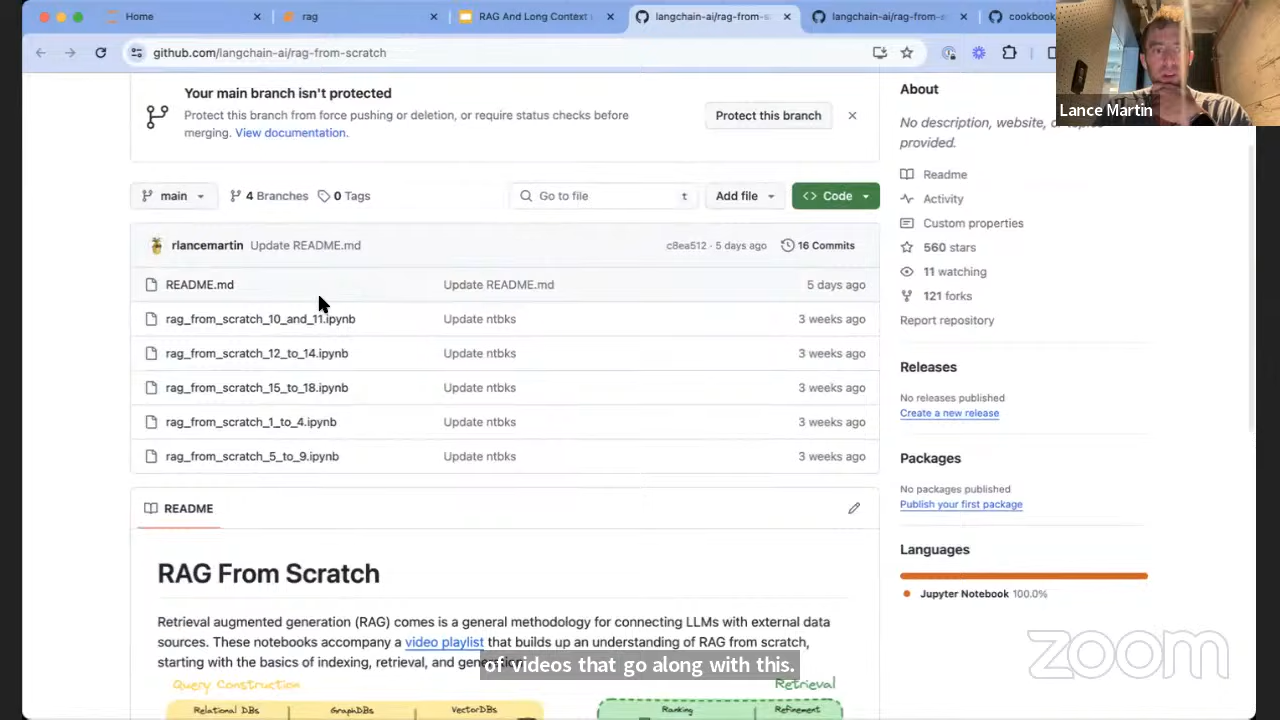 Home
rag
RAG And Long Context
langchain-ai/rag-from-s
langchain-ai/rag-from-s
cookbook
github.com/langchain-ai/rag-from-scratch
Lance Martin
Your main branch isn't protected
Protect this branch from force pushing or deletion, or require status checks before
merging. View documentation.
Protect this branch
main
4 Branches
0 Tags
Go to file
t
Add file
Code
rlancemartin
Update README.md
c8ea512 · 5 days ago
16 Commits
README.md
Update README.md
5 days ago
rag_from_scratch_10_and_11.ipynb
Update ntbks
3 weeks ago
rag_from_scratch_12_to_14.ipynb
Update ntbks
3 weeks ago
rag_from_scratch_15_to_18.ipynb
Update ntbks
3 weeks ago
rag_from_scratch_1_to_4.ipynb
Update ntbks
3 weeks ago
rag_from_scratch_5_to_9.ipynb
Update ntbks
3 weeks ago
README
RAG From Scratch
Retrieval augmented generation (RAG) comes is a general methodology for connecting LLMs with external data
sources. These notebooks accompany a video playlist that builds up an understanding of RAG from scratch,
starting with the basics of indexing, retrieval, and
of videos that go along with this.
Query Construction
Retrieval
Relational DBs
GraphDBs
VectorDBs
Ranking
Refinement
About
No description, website, or
provided.
Readme
Activity
Custom properties
560 stars
11 watching
121 forks
Report repository
Releases
No releases published
Create a new release
Packages
No packages published
Publish your first package
Languages
Jupyter Notebook 100.0%
zoom